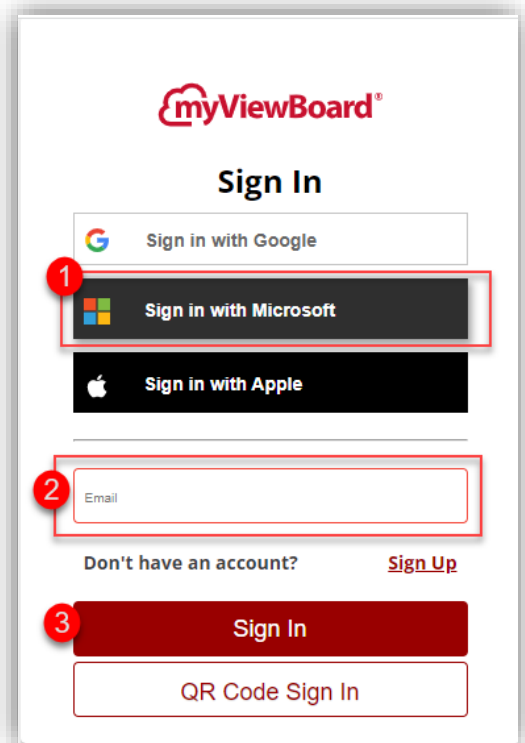 myViewBoard®
Sign In
Sign in with Google
1
Sign in with Microsoft
Sign in with Apple
2
Email
Don't have an account? Sign Up
3
Sign In
QR Code Sign In